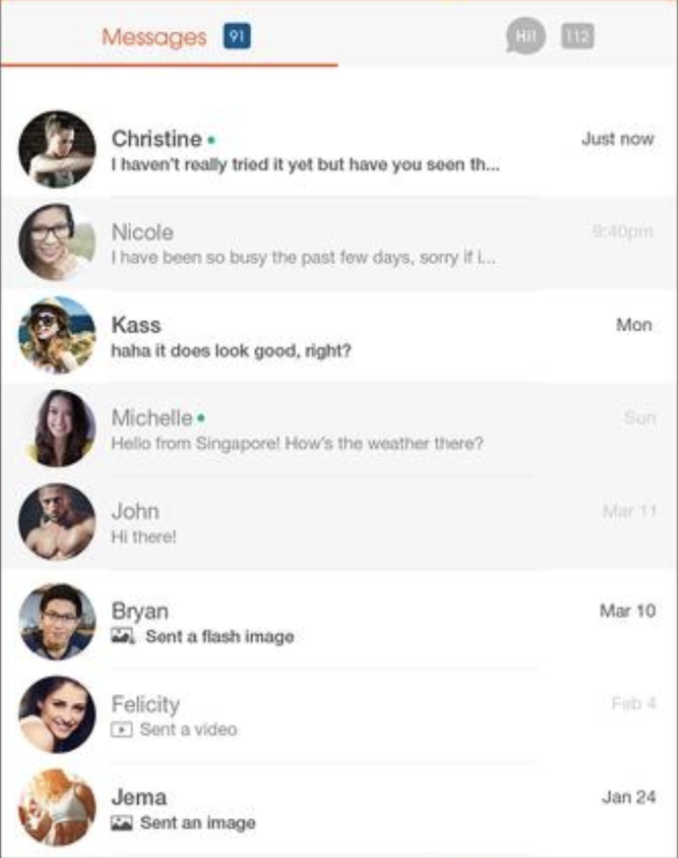 Messages 91 Hi! 112
Christine Just now
I haven't really tried it yet but have you seen th...
Nicole 9:40pm
I have been so busy the past few days, sorry if i...
Kass Mon
haha it does look good, right?
Michelle Sun
Hello from Singapore! How's the weather there?
John Mar 11
Hi there!
Bryan Mar 10
Sent a flash image
Felicity Feb 4
Sent a video
Jema Jan 24
Sent an image